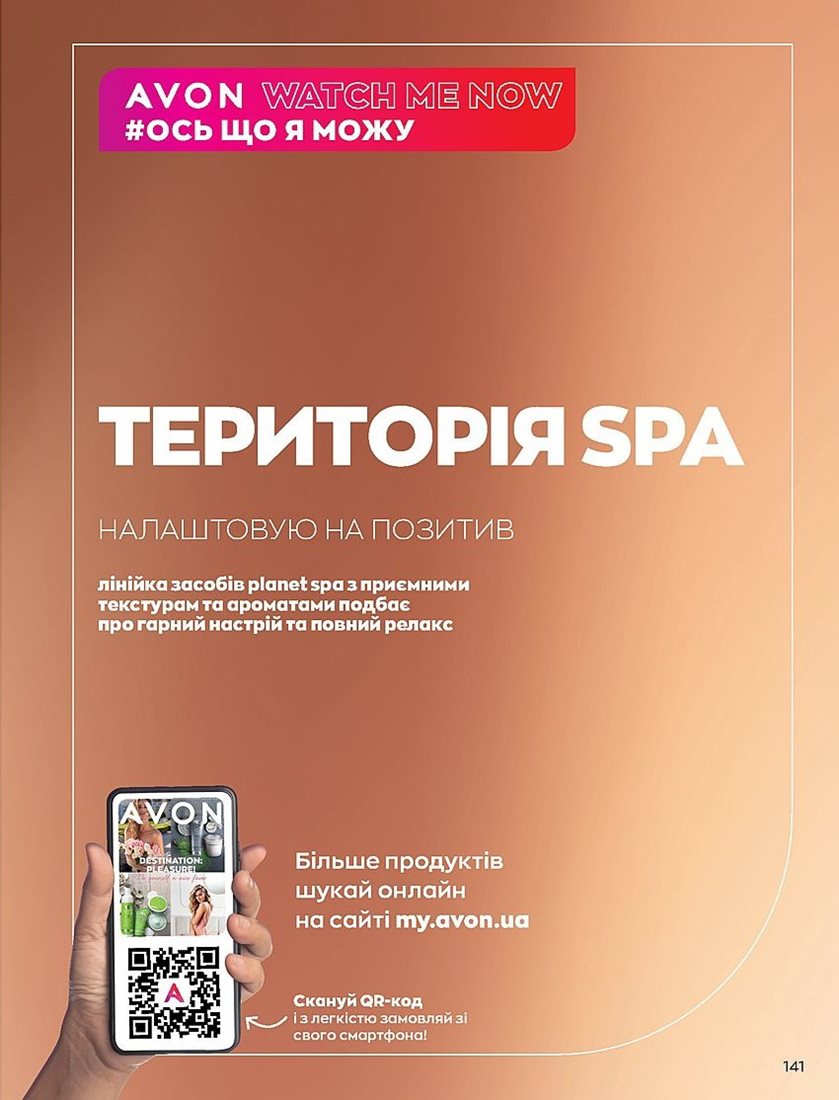 AVON WATCH ME NOW
#ОСЬ ЩО Я МОЖУ
ТЕРИТОРІЯ SPA
НАЛАШТОВУЮ НА ПОЗИТИВ
лінійка засобів planet spa з приємними
текстурам та ароматами подбає
про гарний настрій та повний релакс
AVON
DESTINATION:
PLEASURE!
Більше продуктів
шукай онлайн
на сайті my.avon.ua
Скануй QR-код
і з легкістю замовляй зі
свого смартфона!
141